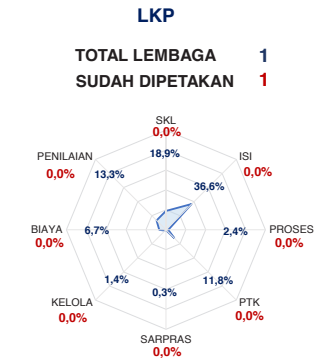 LKP
TOTAL LEMBAGA 1
SUDAH DIPETAKAN 1
SKL
0,0%
18,9%
PENILAIAN
0,0%
13,3%
ISI
0,0%
36,6%
BIAYA
0,0%
6,7%
PROSES
0,0%
2,4%
KELOLA
0,0%
1,4%
PTK
0,0%
11,8%
0,3%
SARPRAS
0,0%